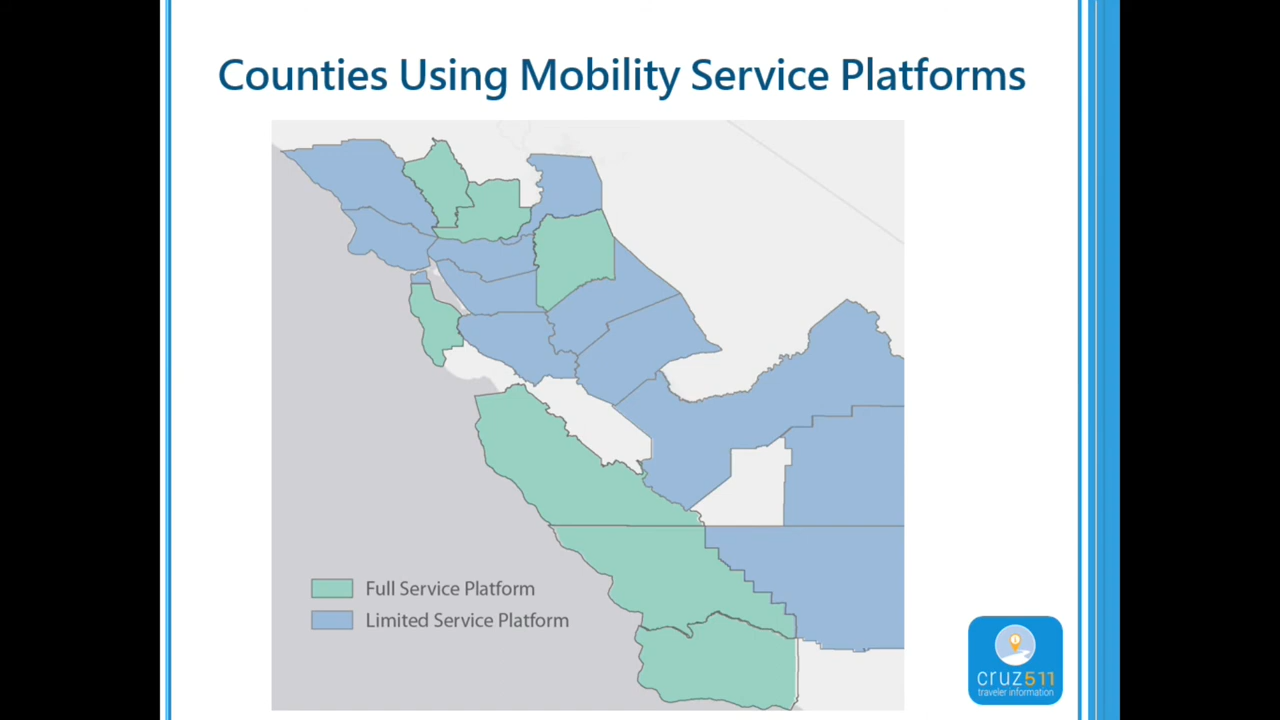 Counties Using Mobility Service Platforms
Full Service Platform
Limited Service Platform
cruz511
traveler information